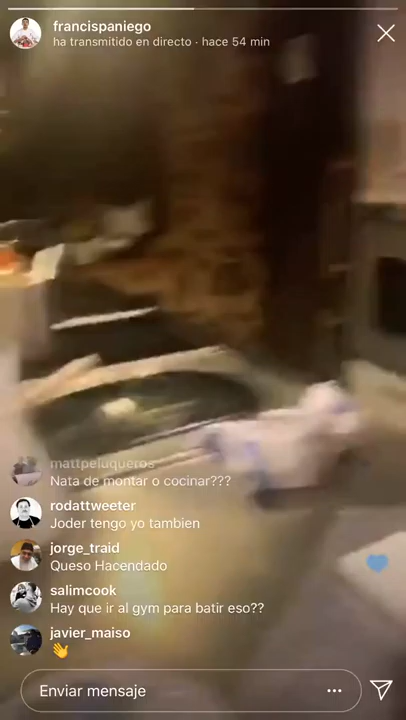 francispaniego
ha transmitido en directo · hace 54 min
mattpeluqueros
Nata de montar o cocinar???
rodattweeter
Joder tengo yo tambien
jorge_traid
Queso Hacendado
salimcook
Hay que ir al gym para batir eso??
javier_maiso
👋
Enviar mensaje